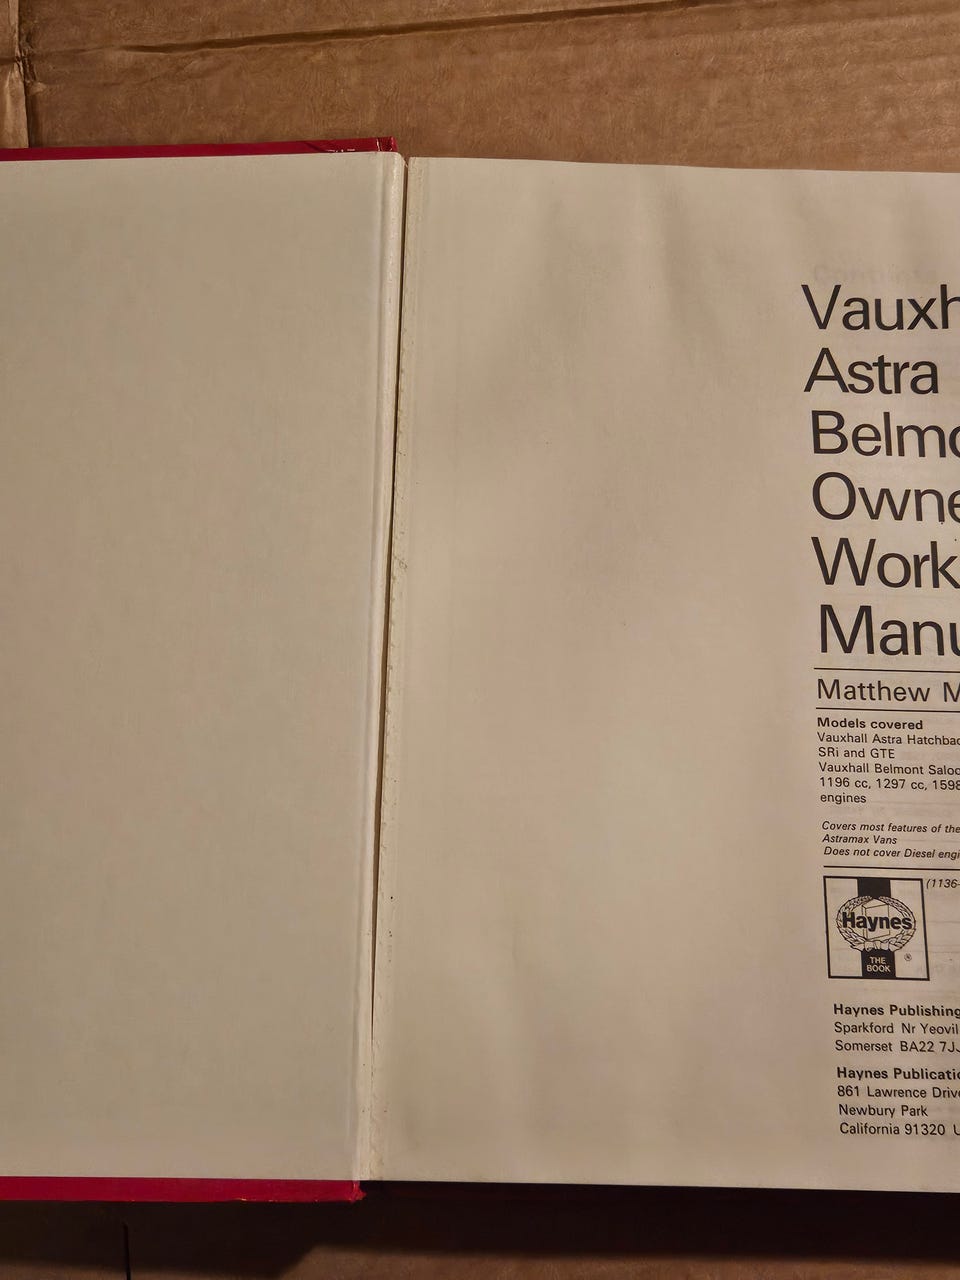 Vauxh
Astra
Belmo
Owne
Work
Manu
Matthew M
Models covered
Vauxhall Astra Hatchbac
SRi and GTE
Vauxhall Belmont Saloo
1196 cc, 1297 cc, 1598
engines
Covers most features of the
Astramax Vans
Does not cover Diesel engi
(1136-
Haynes
®
THE
BOOK
Haynes Publishing
Sparkford Nr Yeovil
Somerset BA22 7JJ
Haynes Publicatio
861 Lawrence Drive
Newbury Park
California 91320 U